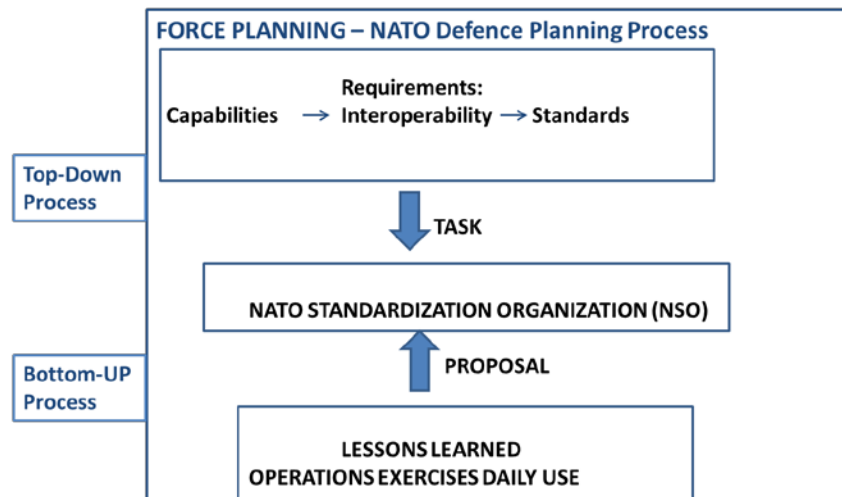 FORCE PLANNING – NATO Defence Planning Process
Requirements:
Capabilities → Interoperability → Standards
Top-Down
Process
TASK
NATO STANDARDIZATION ORGANIZATION (NSO)
PROPOSAL
Bottom-UP
Process
LESSONS LEARNED
OPERATIONS EXERCISES DAILY USE